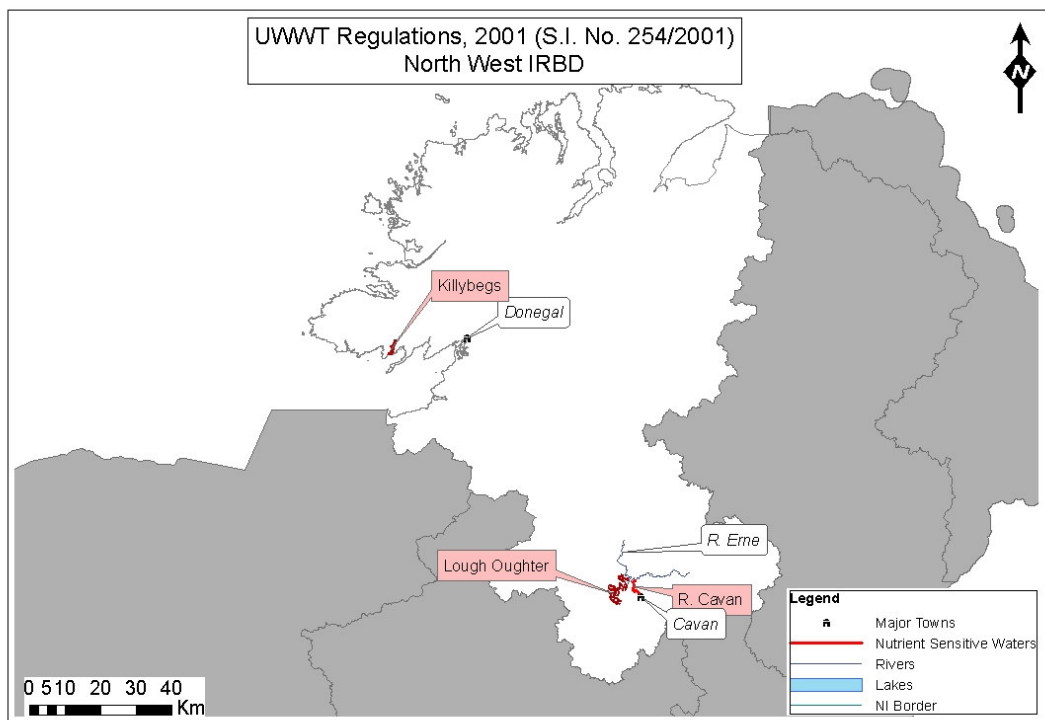 UWWT Regulations, 2001 (S.I. No. 254/2001)
North West IRBD
N
Killybegs
Donegal
R. Erne
Lough Oughter
R. Cavan
Cavan
Legend
Major Towns
Nutrient Sensitive Waters
Rivers
Lakes
NI Border
0 5 10 20 30 40
Km